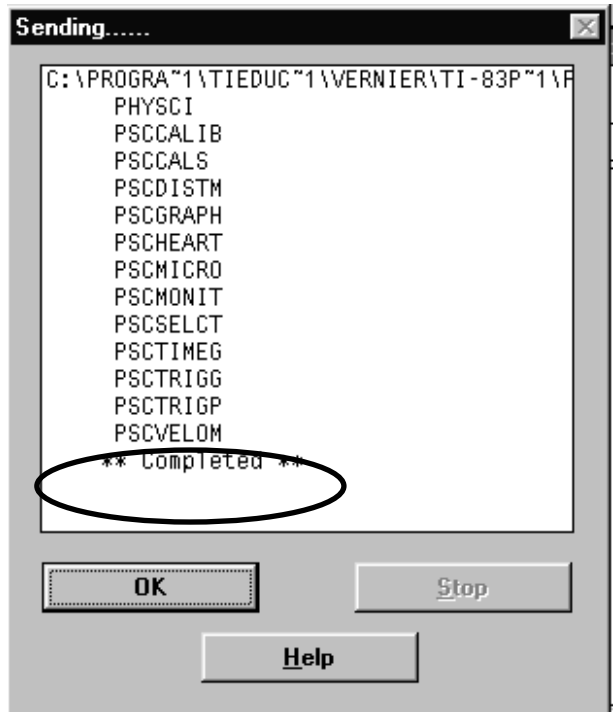 Sending......
C:\PROGRA~1\TIEDUC~1\VERNIER\TI-83P~1\P
PHYSCI
PSCCALIB
PSCCALS
PSCDISTM
PSCGRAPH
PSCHEART
PSCMICRO
PSCMONIT
PSCSELCT
PSCTIMEG
PSCTRIGG
PSCTRIGP
PSCVELOM
** Completed **
OK
Stop
Help